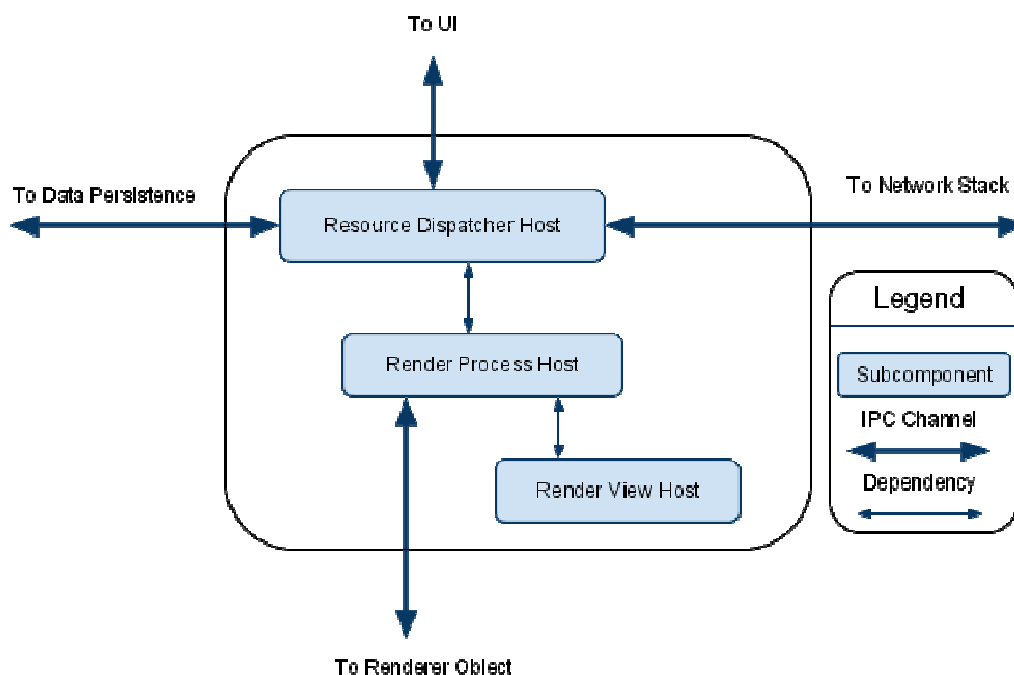 To UI
To Data Persistence
To Network Stack
Resource Dispatcher Host
Legend
Render Process Host
Subcomponent
IPC Channel
Dependency
Render View Host
To Renderer Object